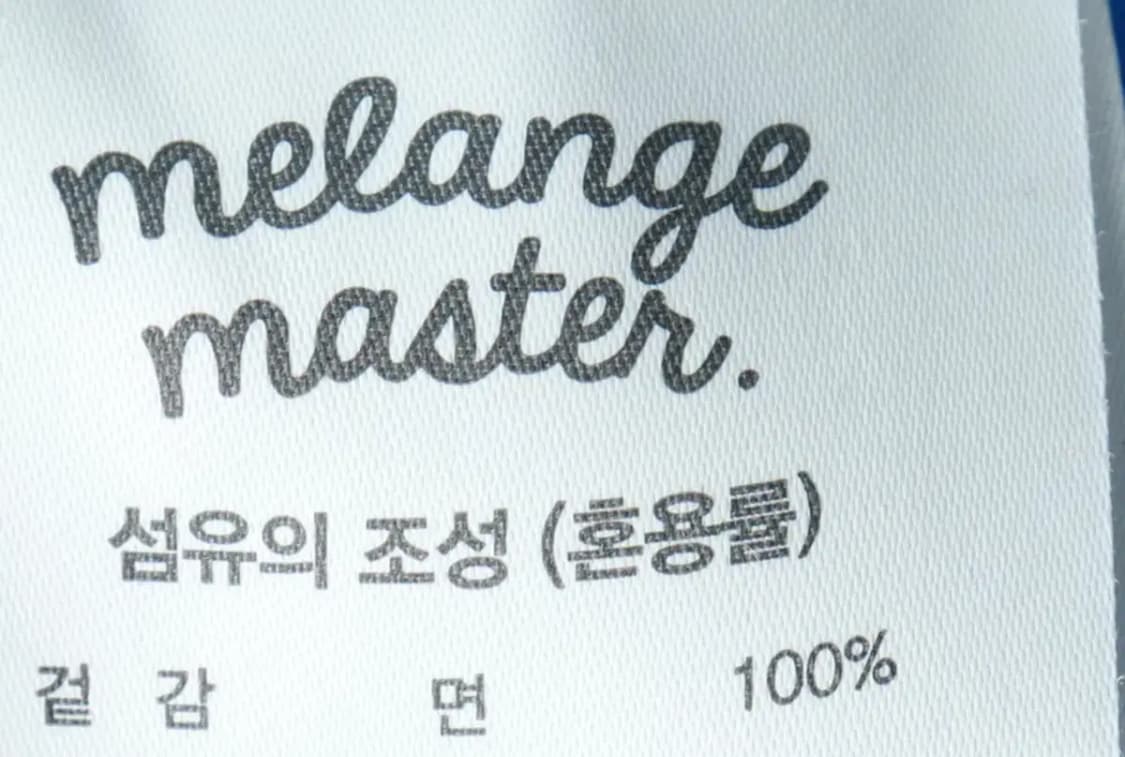 melange
master.
섬유의 조성 (혼용률)
겉 감 면 100%